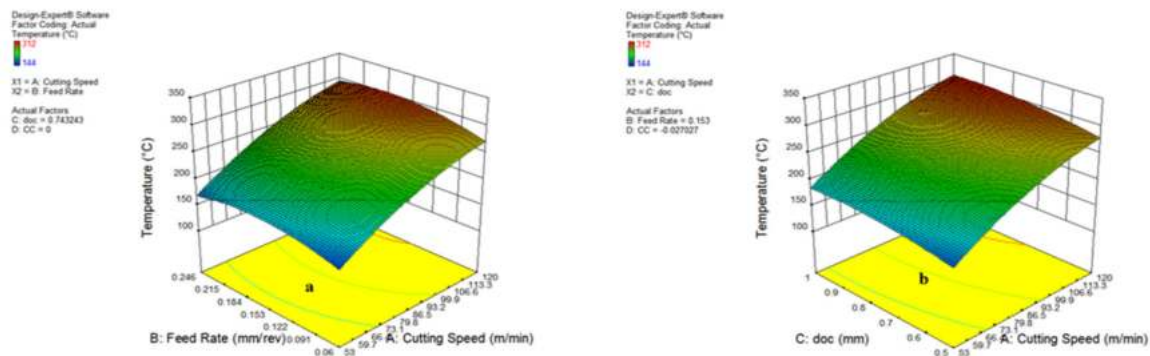 Design-Expert® Software
Factor Coding: Actual
Temperature (°C)
312
144
X1 = A: Cutting Speed
X2 = B: Feed Rate
Actual Factors
C: doc = 0.743243
D: CC = 0
350
300
250
200
150
100
Temperature (°C)
0.246
0.215
0.184
0.153
0.122
0.091
0.06
53
59.7
66
73.1
79.8
86.5
93.2
99.9
106.6
113.3
120
a
B: Feed Rate (mm/rev)
A: Cutting Speed (m/min)
Design-Expert® Software
Factor Coding: Actual
Temperature (°C)
312
144
X1 = A: Cutting Speed
X2 = C: doc
Actual Factors
B: Feed Rate = 0.153
D: CC = -0.027027
350
300
250
200
150
100
Temperature (°C)
1
0.9
0.8
0.7
0.6
0.5
53
59.7
66
73.1
79.8
86.5
93.2
99.9
106.6
113.3
120
b
C: doc (mm)
A: Cutting Speed (m/min)